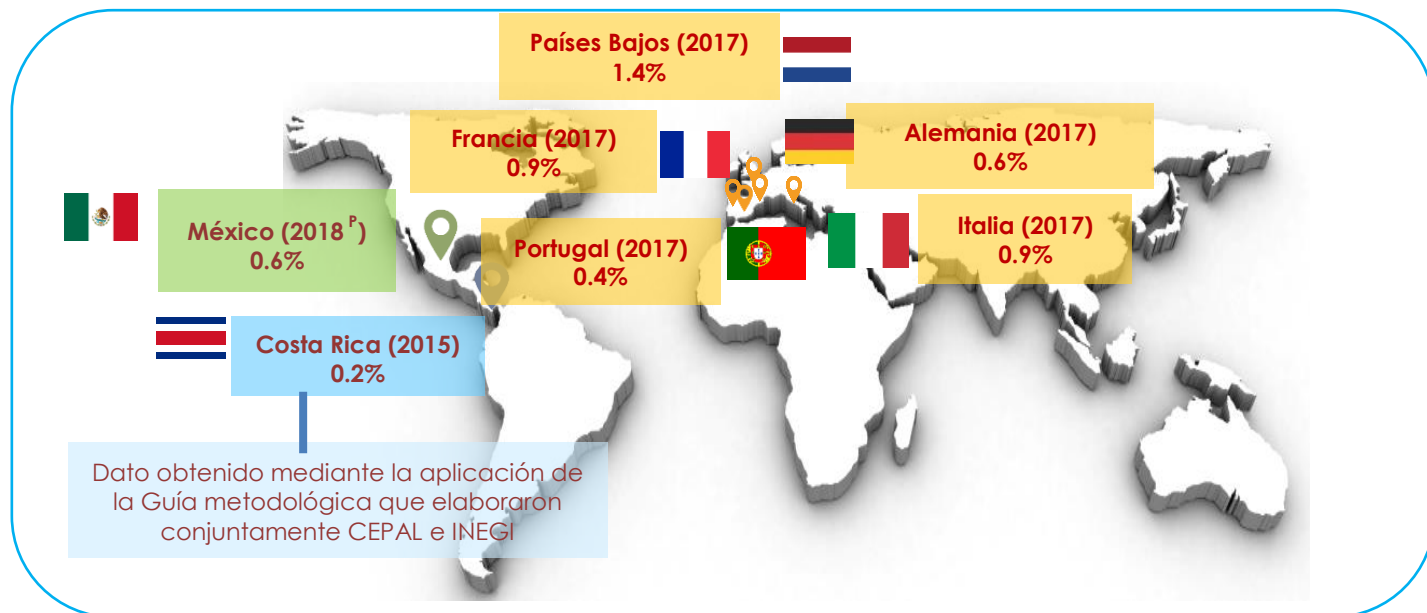 Países Bajos (2017)
1.4%
Francia (2017)
0.9%
Alemania (2017)
0.6%
México (2018 P)
0.6%
Portugal (2017)
0.4%
Italia (2017)
0.9%
Costa Rica (2015)
0.2%
Dato obtenido mediante la aplicación de
la Guía metodológica que elaboraron
conjuntamente CEPAL e INEGI